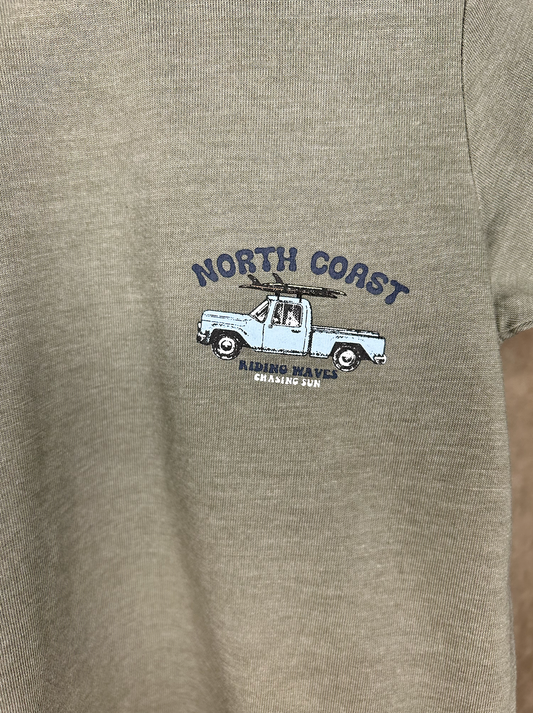 NORTH COAST
RIDING WAVES
CHASING SUN